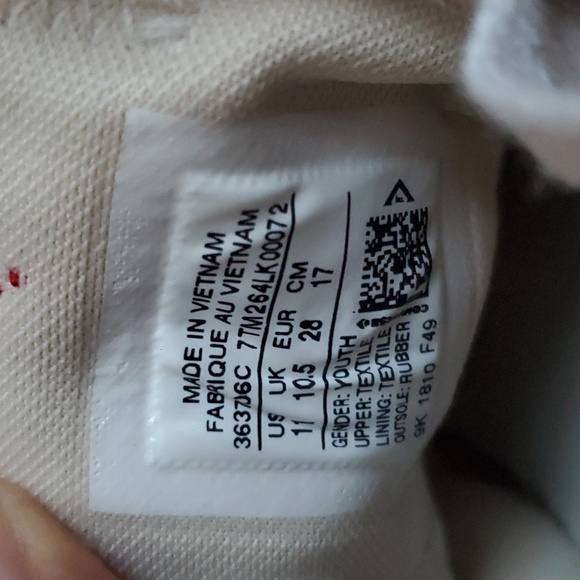 MADE IN VIETNAM
FABRIQUE AU VIETNAM
363706C 77M264LK00072
US UK EUR CM
11 10.5 28 17
GENDER: YOUTH
UPPER: TEXTILE
LINING: TEXTILE
OUTSOLE: RUBBER
9K 1810 F49